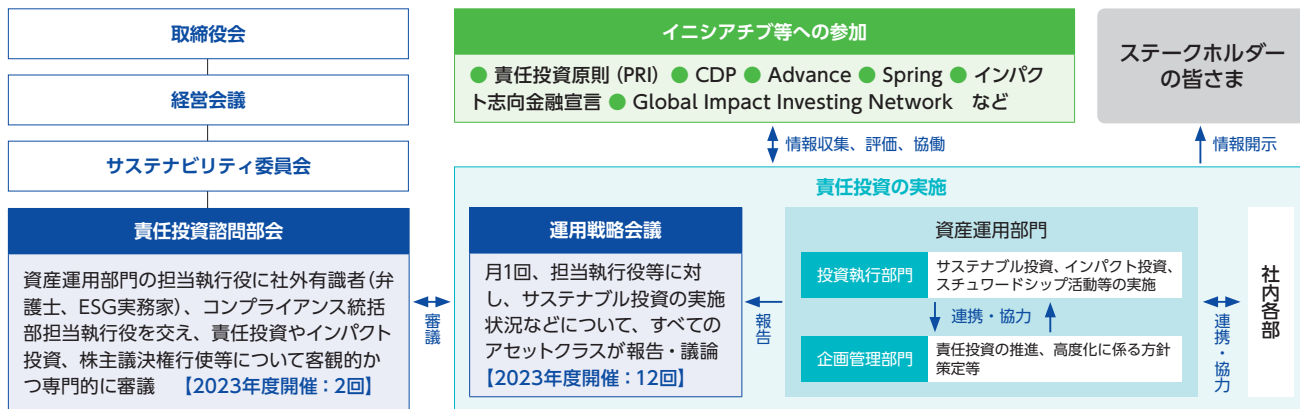 取締役会
経営会議
サステナビリティ委員会
責任投資諮問部会
資産運用部門の担当執行役に社外有識者(弁
護士、ESG実務家)、コンプライアンス統括
部担当執行役を交え、責任投資やインパクト
投資、株主議決権行使等について客観的か
つ専門的に審議 【2023年度開催：2回】
審議
イニシアチブ等への参加
● 責任投資原則 (PRI) ● CDP ● Advance ● Spring ● インパク
ト志向金融宣言 ● Global Impact Investing Network など
情報収集、評価、協働
ステークホルダー
の皆さま
情報開示
責任投資の実施
運用戦略会議
月1回、担当執行役等に対
し、サステナブル投資の実施
状況などについて、すべての
アセットクラスが報告・議論
【2023年度開催：12回】
報告
資産運用部門
投資執行部門
サステナブル投資、インパクト投資、
スチュワードシップ活動等の実施
連携・協力
企画管理部門
責任投資の推進、高度化に係る方針
策定等
連携・協力
社内各部